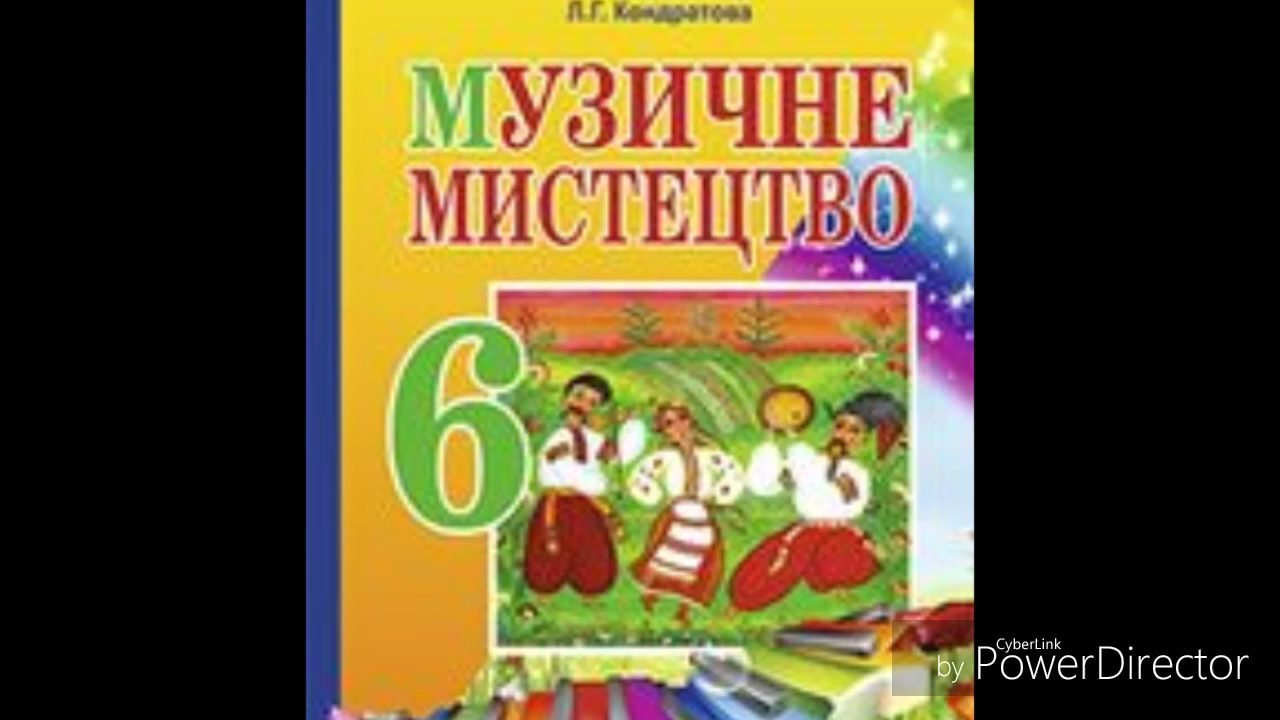 Л.Г. Кондратова
МУЗИЧНЕ
МИСТЕЦТВО
6
CyberLink
by PowerDirector